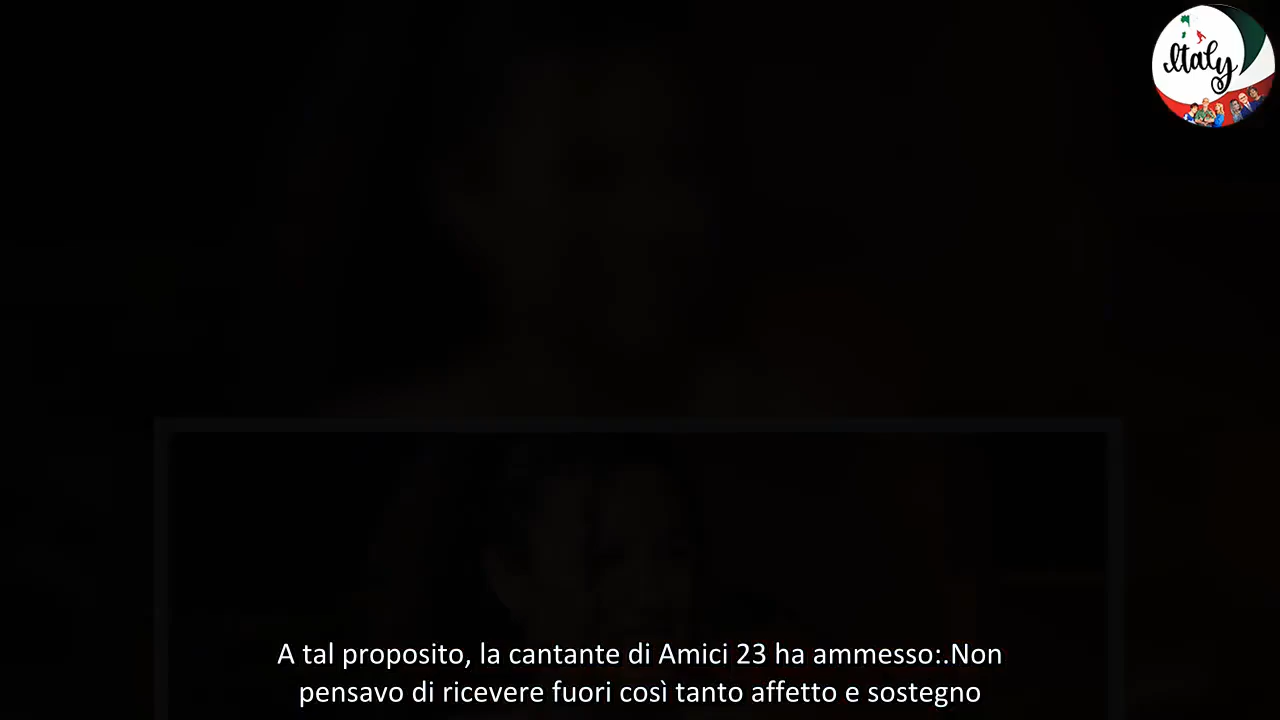 Italy
A tal proposito, la cantante di Amici 23 ha ammesso:.Non
pensavo di ricevere fuori così tanto affetto e sostegno